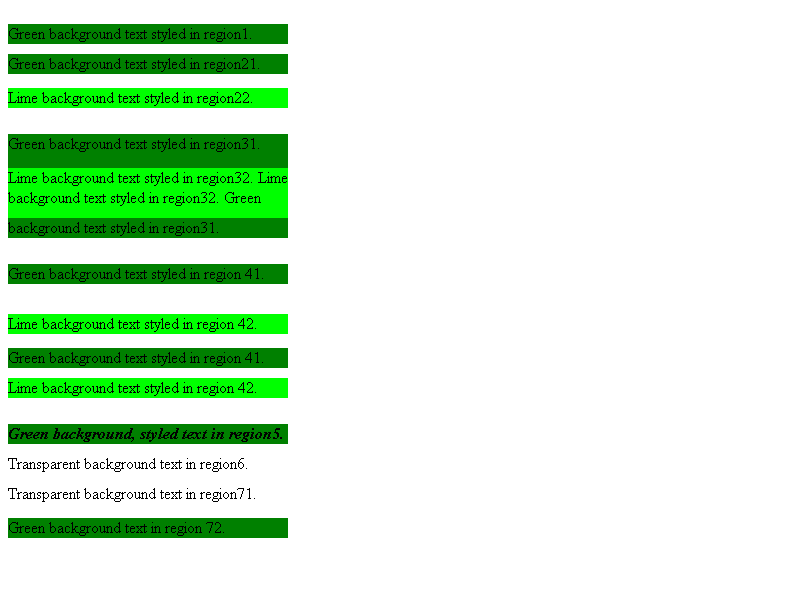 Green background text styled in region1.
Green background text styled in region21.
Lime background text styled in region22.
Green background text styled in region31.
Lime background text styled in region32. Lime
background text styled in region32. Green
background text styled in region31.
Green background text styled in region 41.
Lime background text styled in region 42.
Green background text styled in region 41.
Lime background text styled in region 42.
Green background, styled text in region5.
Transparent background text in region6.
Transparent background text in region71.
Green background text in region 72.